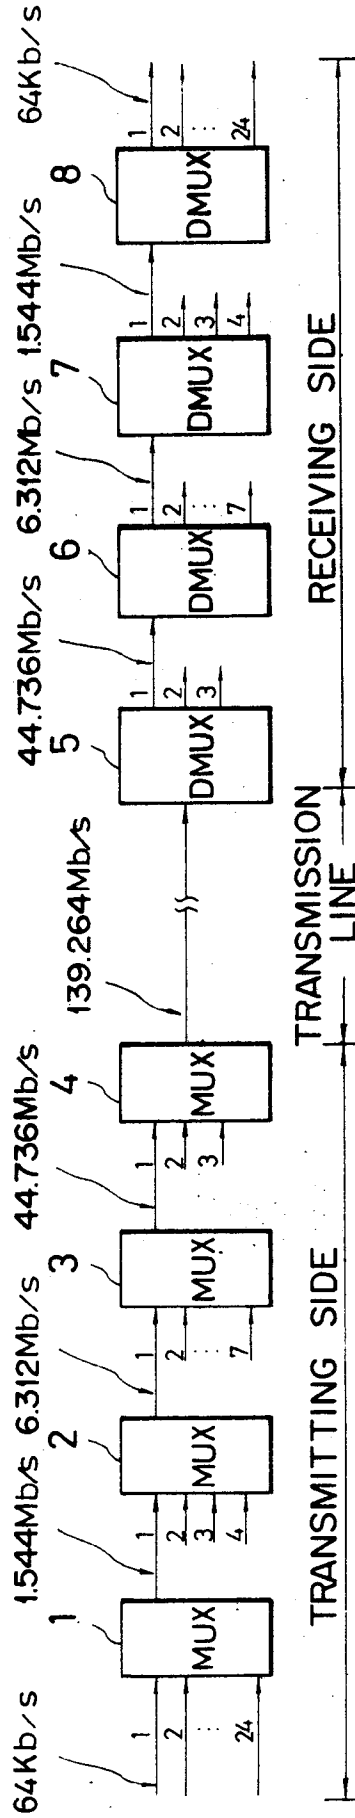 64Kb/s
1.544Mb/s
6.312Mb/s
44.736Mb/s
139.264Mb/s
44.736Mb/s
6.312Mb/s
1.544Mb/s
64Kb/s
1
2
3
4
5
6
7
8
1
2
⋮
24
MUX
1
2
3
4
MUX
1
2
⋮
7
MUX
1
2
3
MUX
DMUX
1
2
3
DMUX
1
2
⋮
7
DMUX
1
2
3
4
DMUX
1
2
⋮
24
TRANSMITTING SIDE
TRANSMISSION
LINE
RECEIVING SIDE